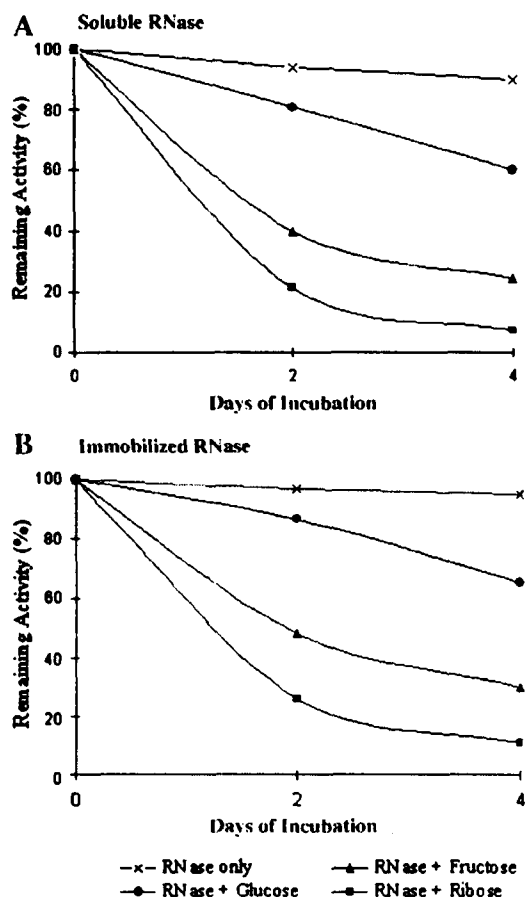 A Soluble RNase
100
80
60
40
20
0
Remaining Activity (%)
0 2 4
Days of Incubation
B Immobilized RNase
100
80
60
40
20
0
Remaining Activity (%)
0 2 4
Days of Incubation
RNase only RNase + Fructose
RNase + Glucose RNase + Ribose